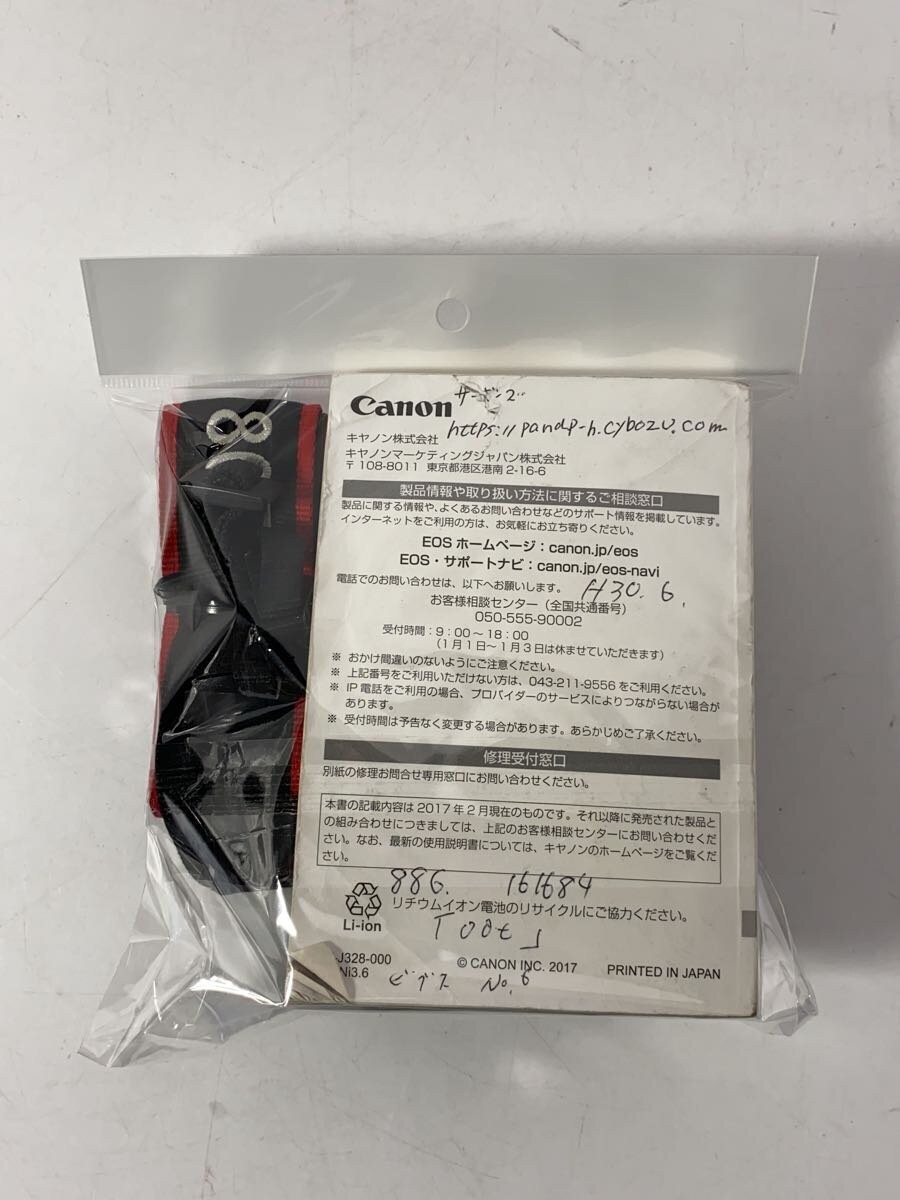 サーボン2
Canon
https://pandp-h.cybozu.com
キヤノン株式会社
キヤノンマーケティングジャパン株式会社
〒108-8011 東京都港区港南2-16-6
製品情報や取り扱い方法に関するご相談窓口
製品に関する情報や、よくあるお問い合わせなどのサポート情報を掲載しています。
インターネットをご利用の方は、お気軽にお立ち寄りください。
EOS ホームページ：canon.jp/eos
EOS・サポートナビ：canon.jp/eos-navi
電話でのお問い合わせは、以下へお願いします。
H30.6.
お客様相談センター（全国共通番号）
050-555-90002
受付時間：9：00～18：00
（1月1日～1月3日は休ませていただきます）
※ おかけ間違いのないようにご注意ください。
※ 上記番号をご利用いただけない方は、043-211-9556をご利用ください。
※ IP電話をご利用の場合、プロバイダーのサービスによりつながらない場合が
あります。
※ 受付時間は予告なく変更する場合があります。あらかじめご了承ください。
修理受付窓口
別紙の修理お問合せ専用窓口にお問い合わせください。
本書の記載内容は2017年2月現在のものです。それ以降に発売された製品と
の組み合わせにつきましては、上記のお客様相談センターにお問い合わせくだ
さい。なお、最新の使用説明書については、キヤノンのホームページをご覧くだ
さい。
886. 161684
リチウムイオン電池のリサイクルにご協力ください。
Li-ion
J328-000
Ni3.6
© CANON INC. 2017
PRINTED IN JAPAN
No.6
8